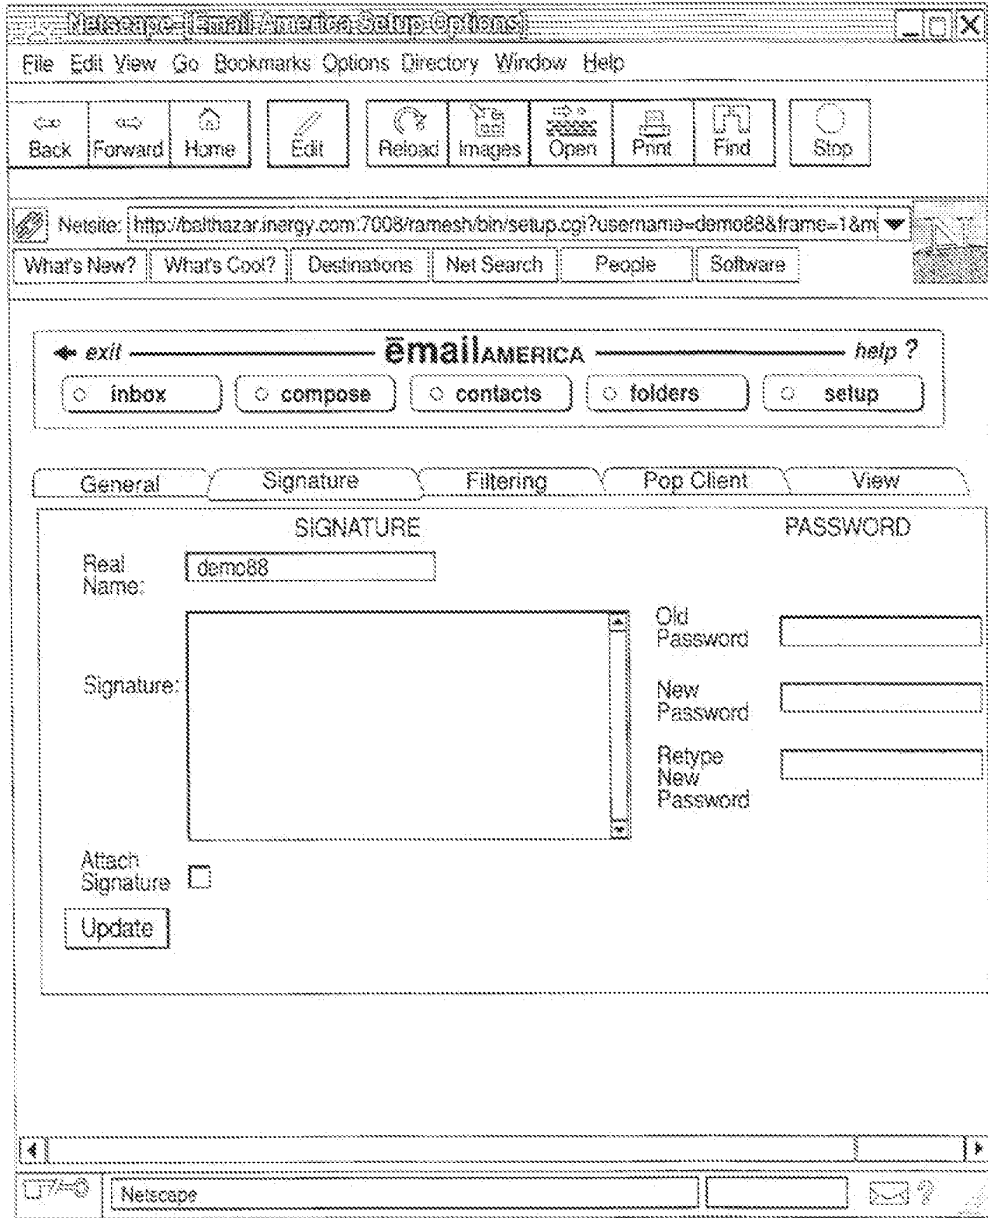 Netscape-[Email America Setup Options]
File Edit View Go Bookmarks Options Directory Window Help
Back Forward Home Edit Reload Images Open Print Find Stop
Netsite: http://balthazar.inergy.com:7008/ramesh/bin/setup.cgi?username=demo88&frame=1&m
What's New? What's Cool? Destinations Net Search People Software
N
exit ēmailAMERICA help ?
inbox compose contacts folders setup
General Signature Filtering Pop Client View
SIGNATURE PASSWORD
Real
Name:
demo88
Signature:
Old
Password
New
Password
Retype
New
Password
Attach
Signature
Update
Netscape
?